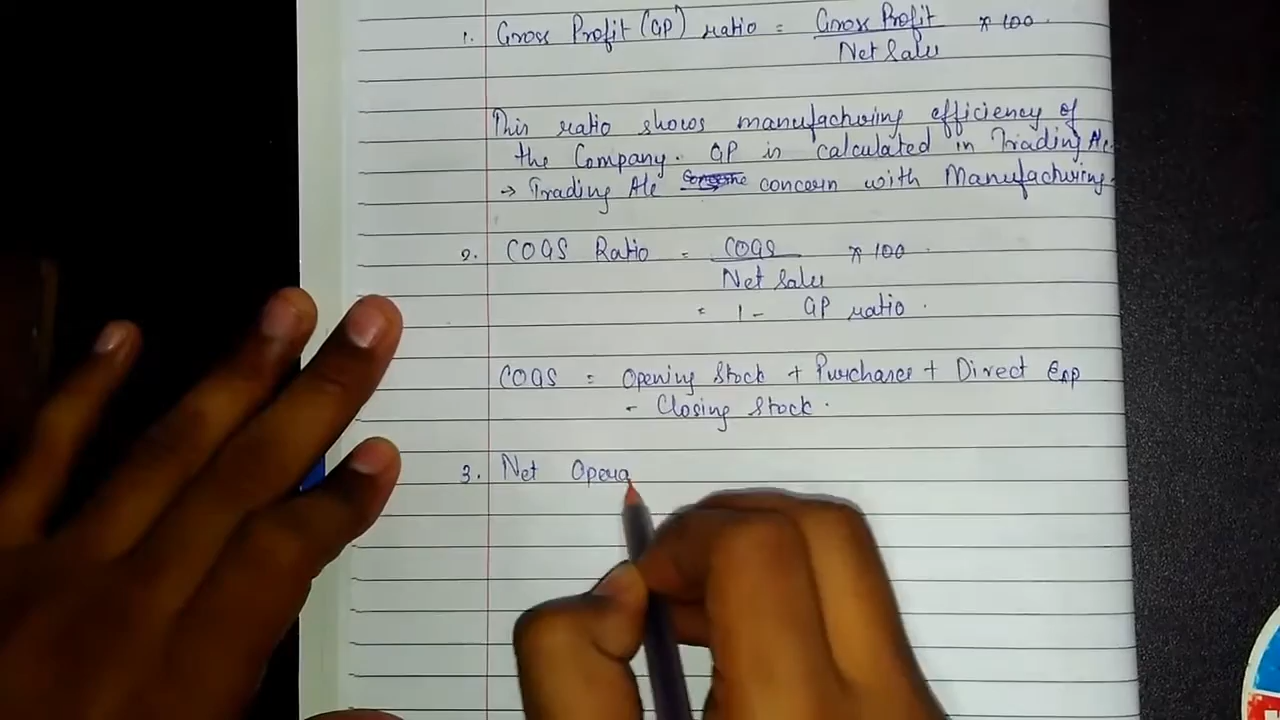 1. Gross Profit (GP) ratio = Gross Profit / Net Sales × 100.
This ratio shows manufacturing efficiency of
the Company. GP is calculated in Trading A/c.
→ Trading A/c concern with Manufacturing.
2. COGS Ratio = COGS / Net Sales × 100.
= 1 - GP ratio.
COGS = Opening Stock + Purchases + Direct Exp
- Closing Stock.
3. Net Opera